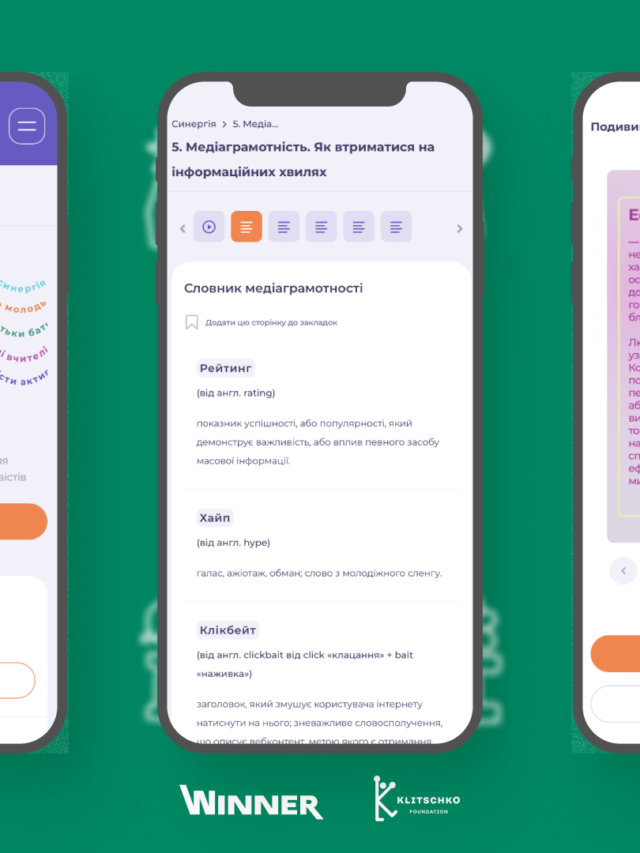 Синергія > 5. Медіа...
5. Медіаграмотність. Як втриматися на
інформаційних хвилях
Словник медіаграмотності
Додати цю сторінку до закладок
Рейтинг
(від англ. rating)
показник успішності, або популярності, який
демонструє важливість, або вплив певного засобу
масової інформації.
Хайп
(від англ. hype)
галас, ажіотаж, обман; слово з молодіжного сленгу.
Клікбейт
(від англ. clickbait від click «клацання» + bait
«наживка»)
заголовок, який змушує користувача інтернету
натиснути на нього; зневажливе словосполучення,
що описує вебконтент, метою якого є отримання
синергія
молодь
тьки бат
вчителі
сти актив
ля
вістів
Подиви
WINNER
KLITSCHKO
FOUNDATION